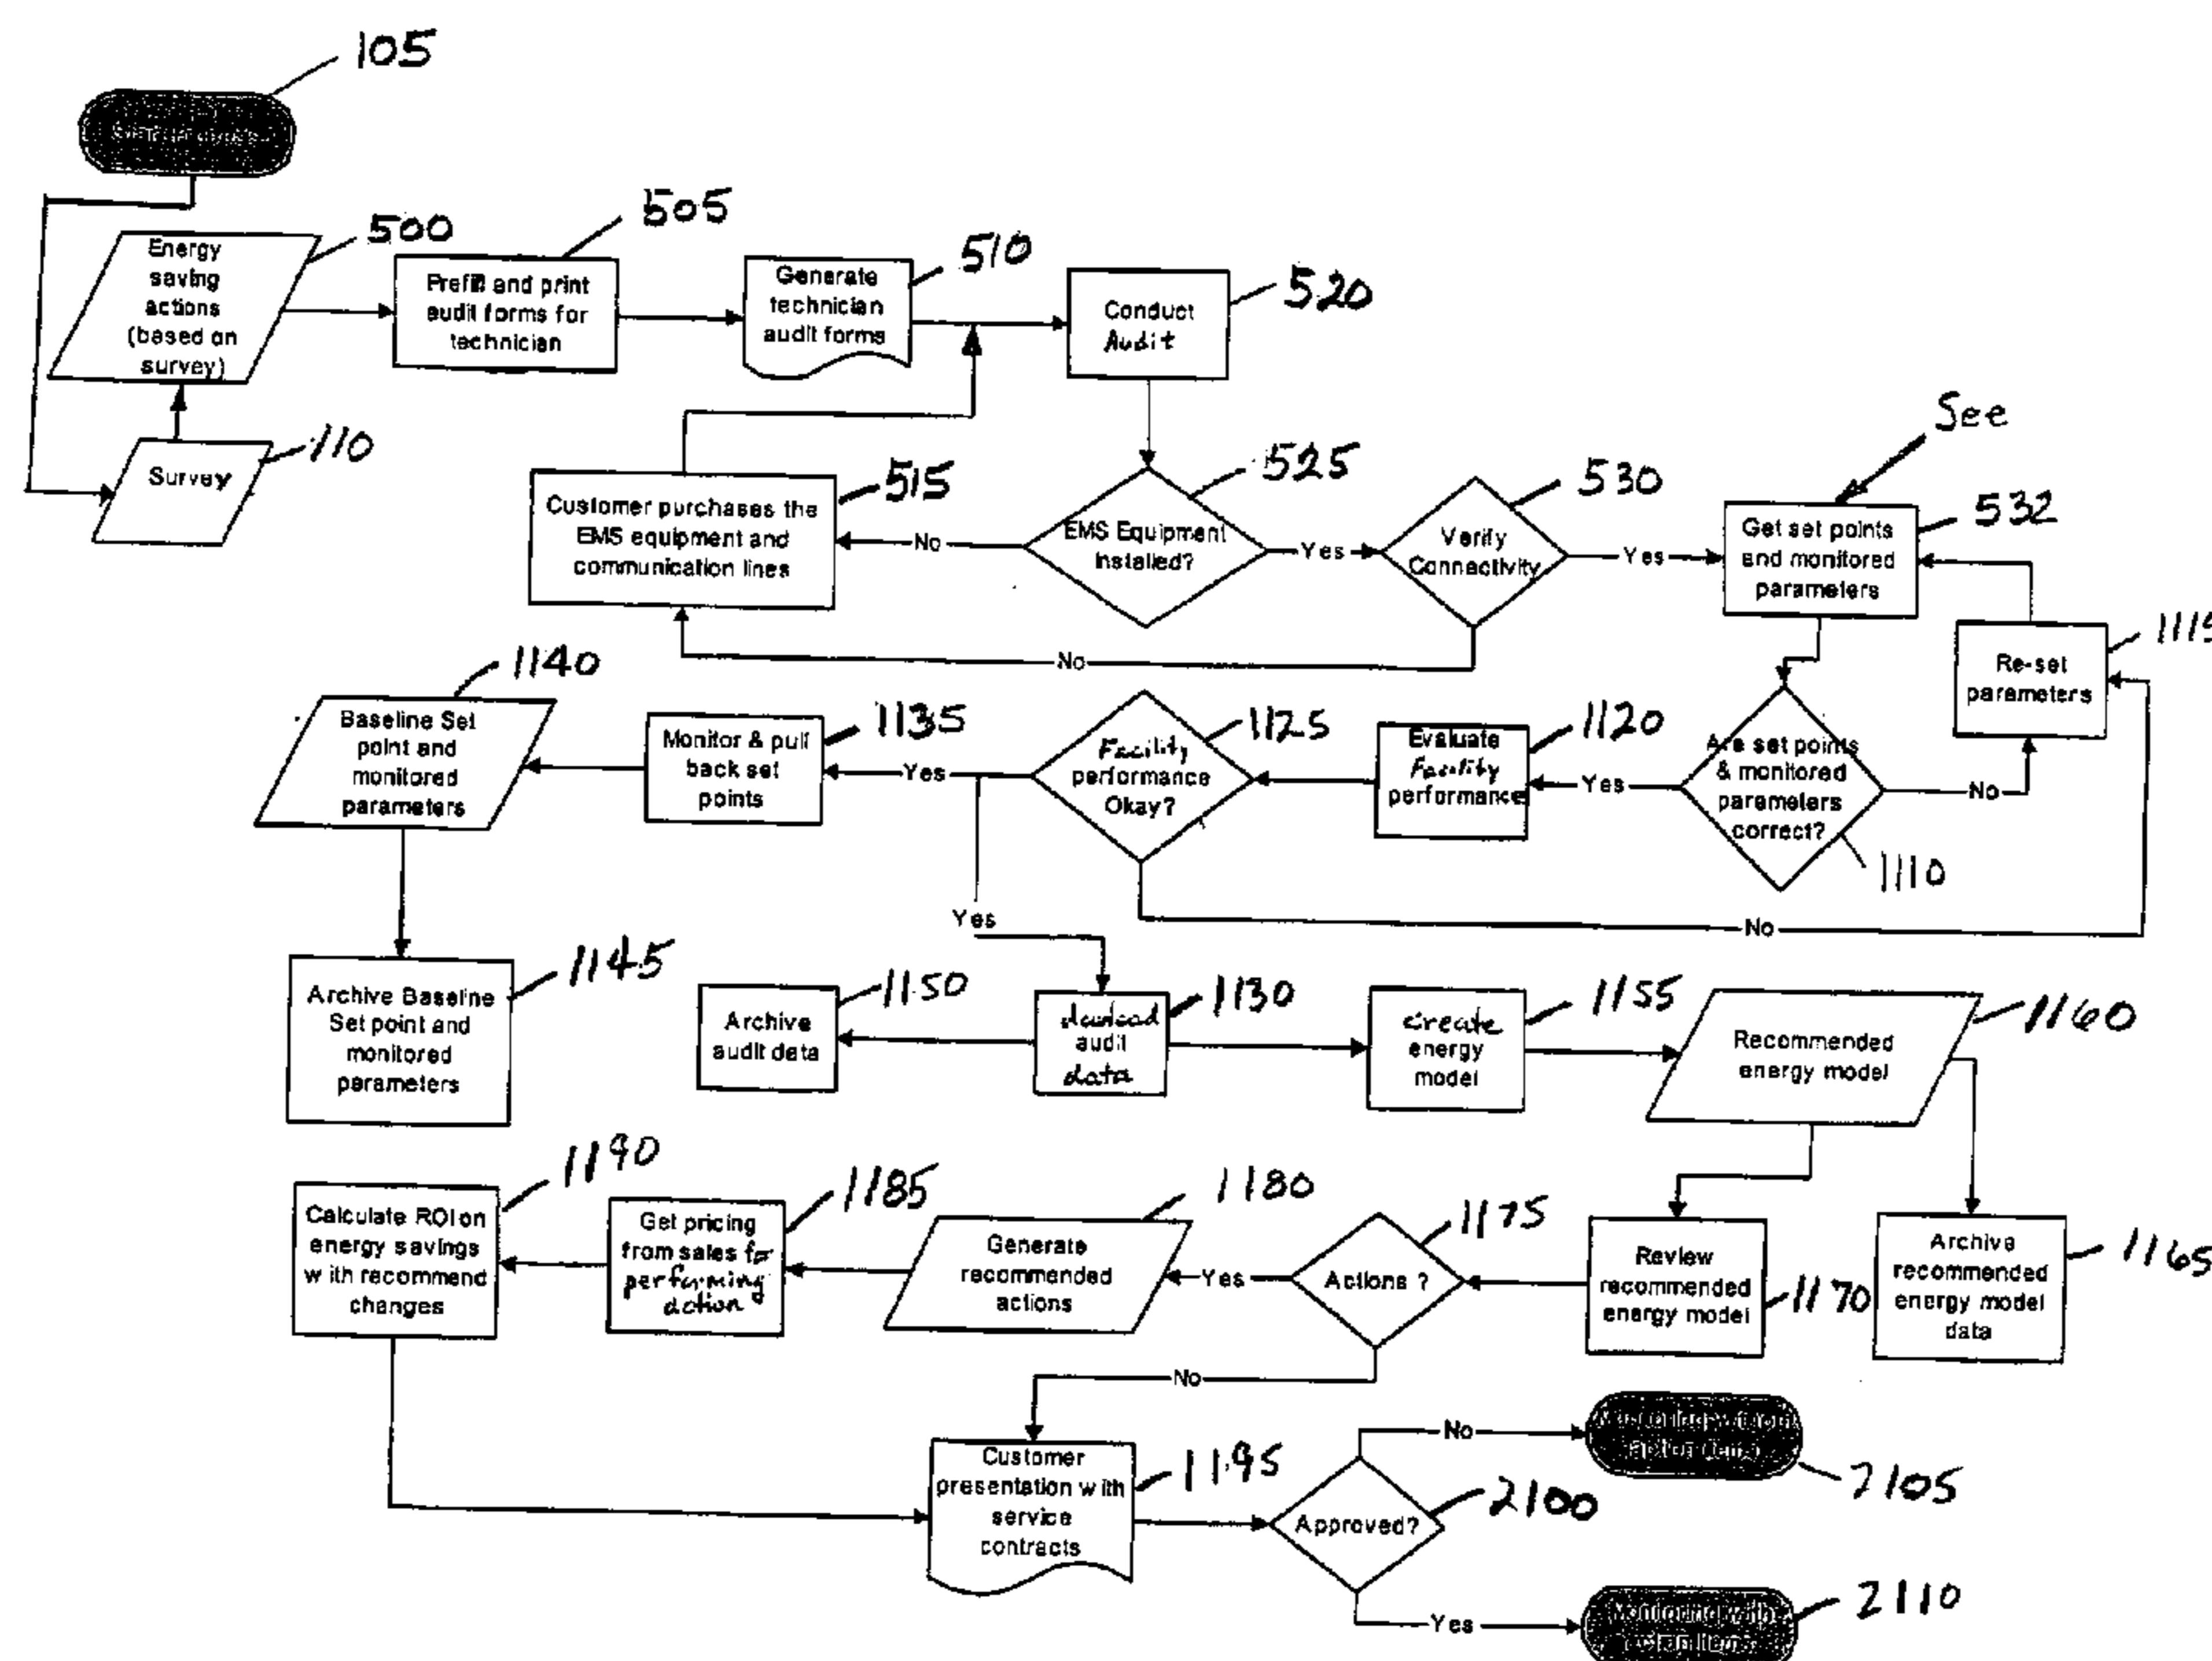 105
500
505
510
520
Energy
saving
actions
(based on
survey)
Prefill and print
audit forms for
technician
Generate
technician
audit forms
Conduct
Audit
See
110
Survey
515
525
530
532
Customer purchases the
EMS equipment and
communication lines
No
EMS Equipment
Installed?
Yes
Verify
Connectivity
Yes
Get set points
and monitored
parameters
No
1115
Re-set
parameters
1140
Baseline Set
point and
monitored
parameters
1135
Monitor & pull
back set
points
Yes
1125
Facility
performance
Okay?
1120
Evaluate
Facility
performance
Yes
Are set points
& monitored
parameters
correct?
No
1110
Yes
No
1145
Archive Baseline
Set point and
monitored
parameters
1150
Archive
audit data
1130
audit
data
1155
create
energy
model
1160
Recommended
energy model
1190
Calculate ROI on
energy savings
with recommend
changes
1185
Get pricing
from sales for
performing
action
1180
Generate
recommended
actions
Yes
1175
Actions ?
Review
recommended
energy model
1170
Archive
recommended
energy model
data
1165
No
Customer
presentation with
service
contracts
1195
Approved?
2100
No
2105
Yes
Monitoring with
action items
2110